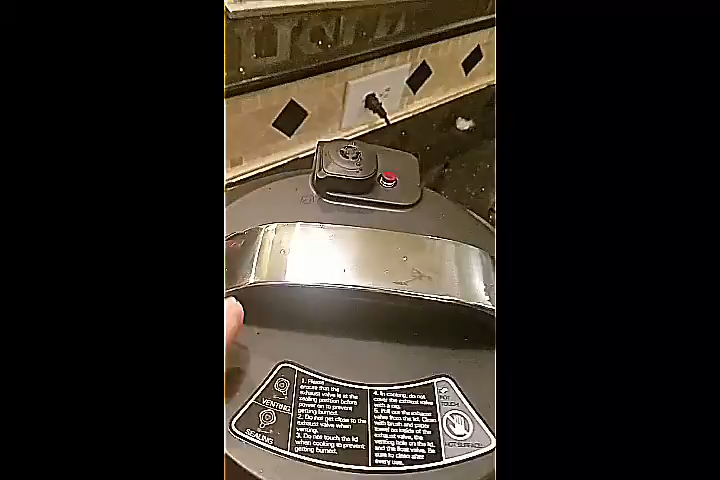 VENTING
SEALING
1. Please
ensure that the
exhaust valve is at the
sealing position before
power on to prevent
getting burned.
2. Do not get close to the
exhaust valve when
venting.
3. Do not touch the lid
when cooking to prevent
getting burned.
4. In cooking, do not
cover the exhaust valve
with a rag.
5. Pull out the exhaust
valve from the lid. Clean
with brush and paper
towel on inside of the
exhaust valve, the
venting hole on the lid,
and the float valve. Be
sure to clean after
every use.
NOT
TOUCH
HOT SURFACE